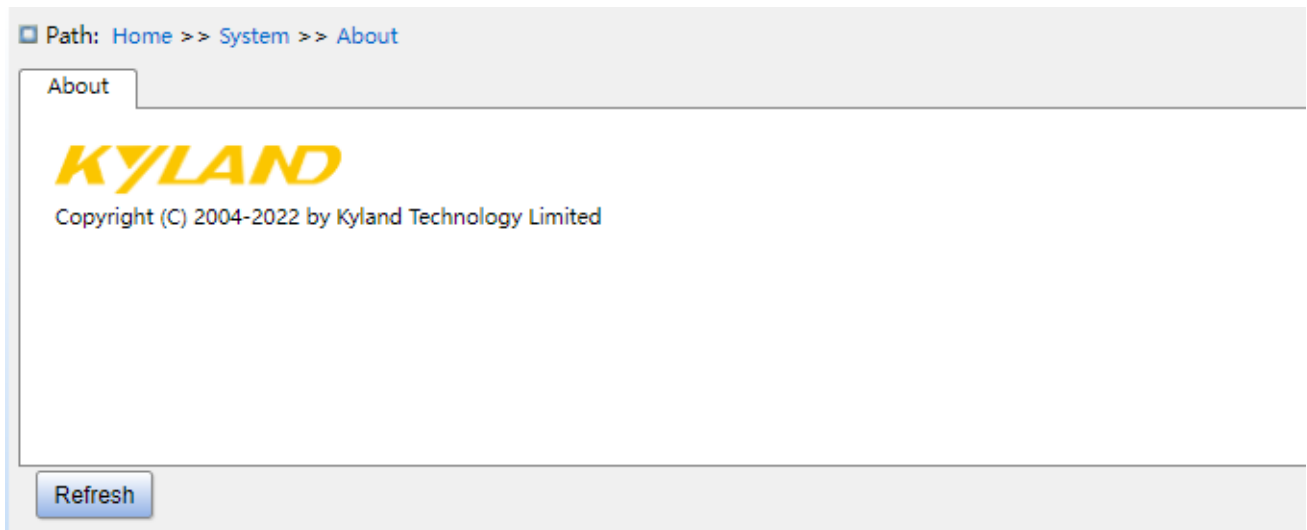 Path: Home >> System >> About
About
KYLAND
Copyright (C) 2004-2022 by Kyland Technology Limited
Refresh